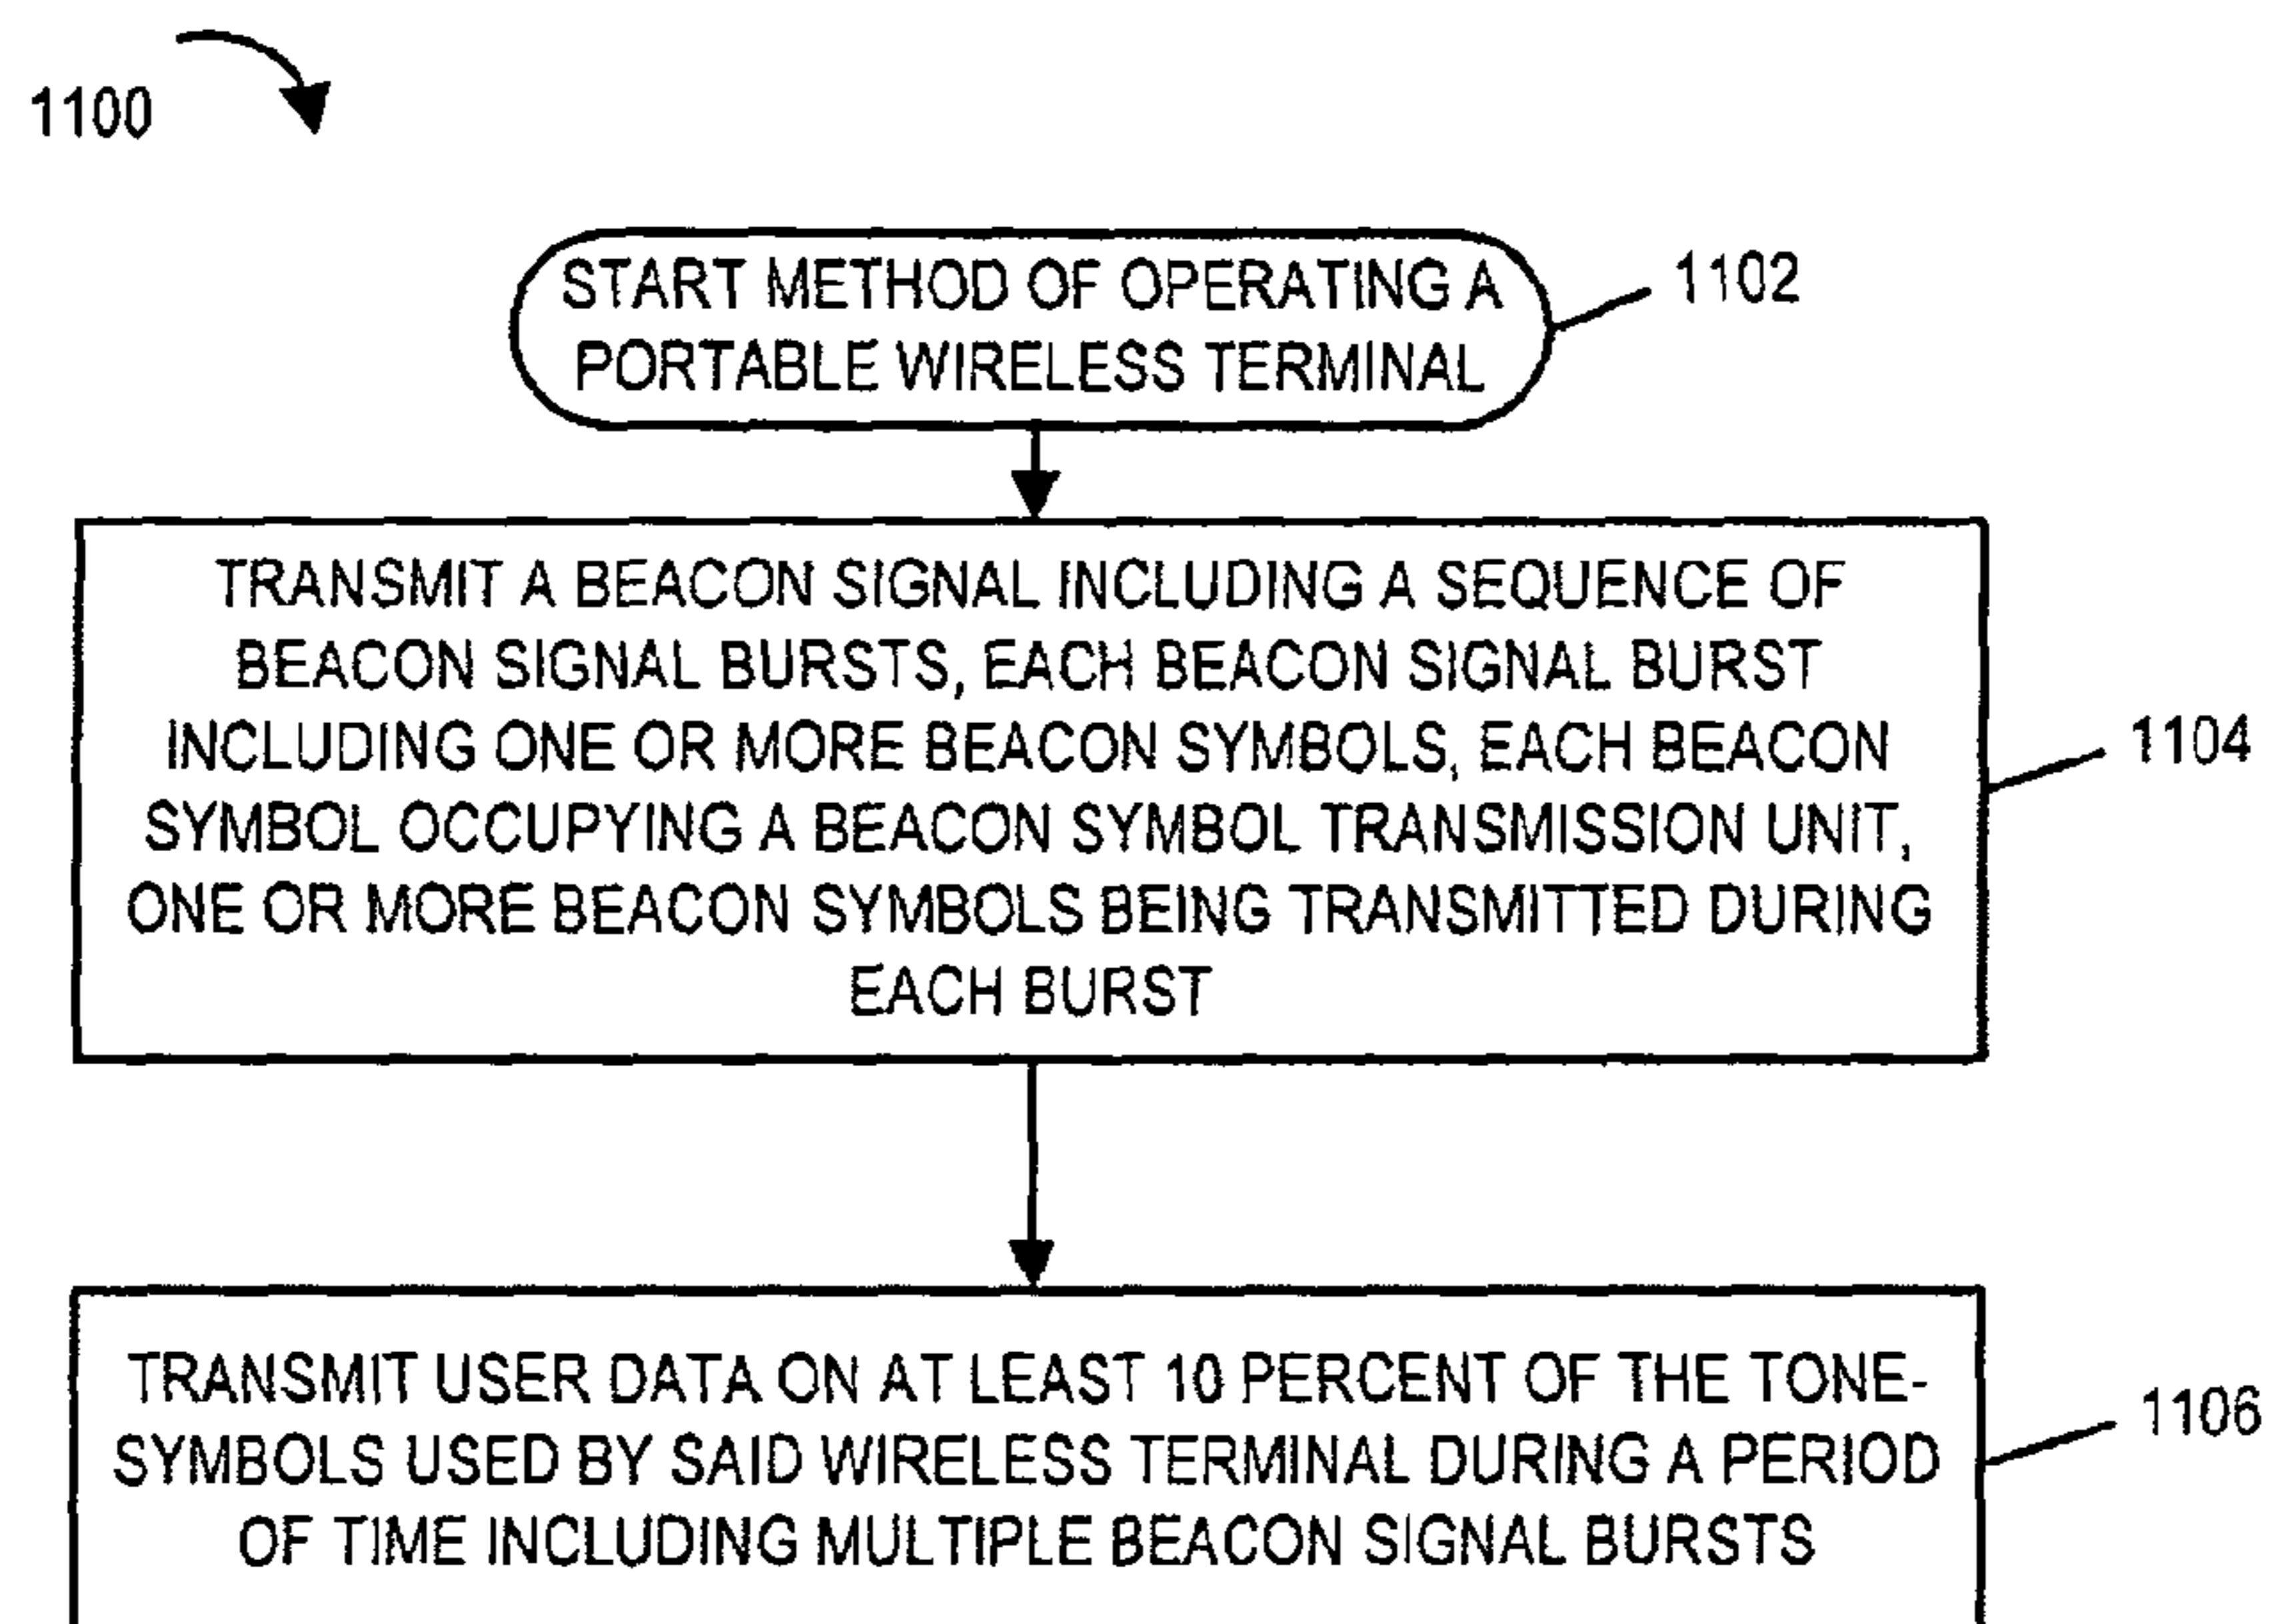 1100
START METHOD OF OPERATING A
PORTABLE WIRELESS TERMINAL
1102
TRANSMIT A BEACON SIGNAL INCLUDING A SEQUENCE OF
BEACON SIGNAL BURSTS, EACH BEACON SIGNAL BURST
INCLUDING ONE OR MORE BEACON SYMBOLS, EACH BEACON
SYMBOL OCCUPYING A BEACON SYMBOL TRANSMISSION UNIT,
ONE OR MORE BEACON SYMBOLS BEING TRANSMITTED DURING
EACH BURST
1104
TRANSMIT USER DATA ON AT LEAST 10 PERCENT OF THE TONE-
SYMBOLS USED BY SAID WIRELESS TERMINAL DURING A PERIOD
OF TIME INCLUDING MULTIPLE BEACON SIGNAL BURSTS
1106